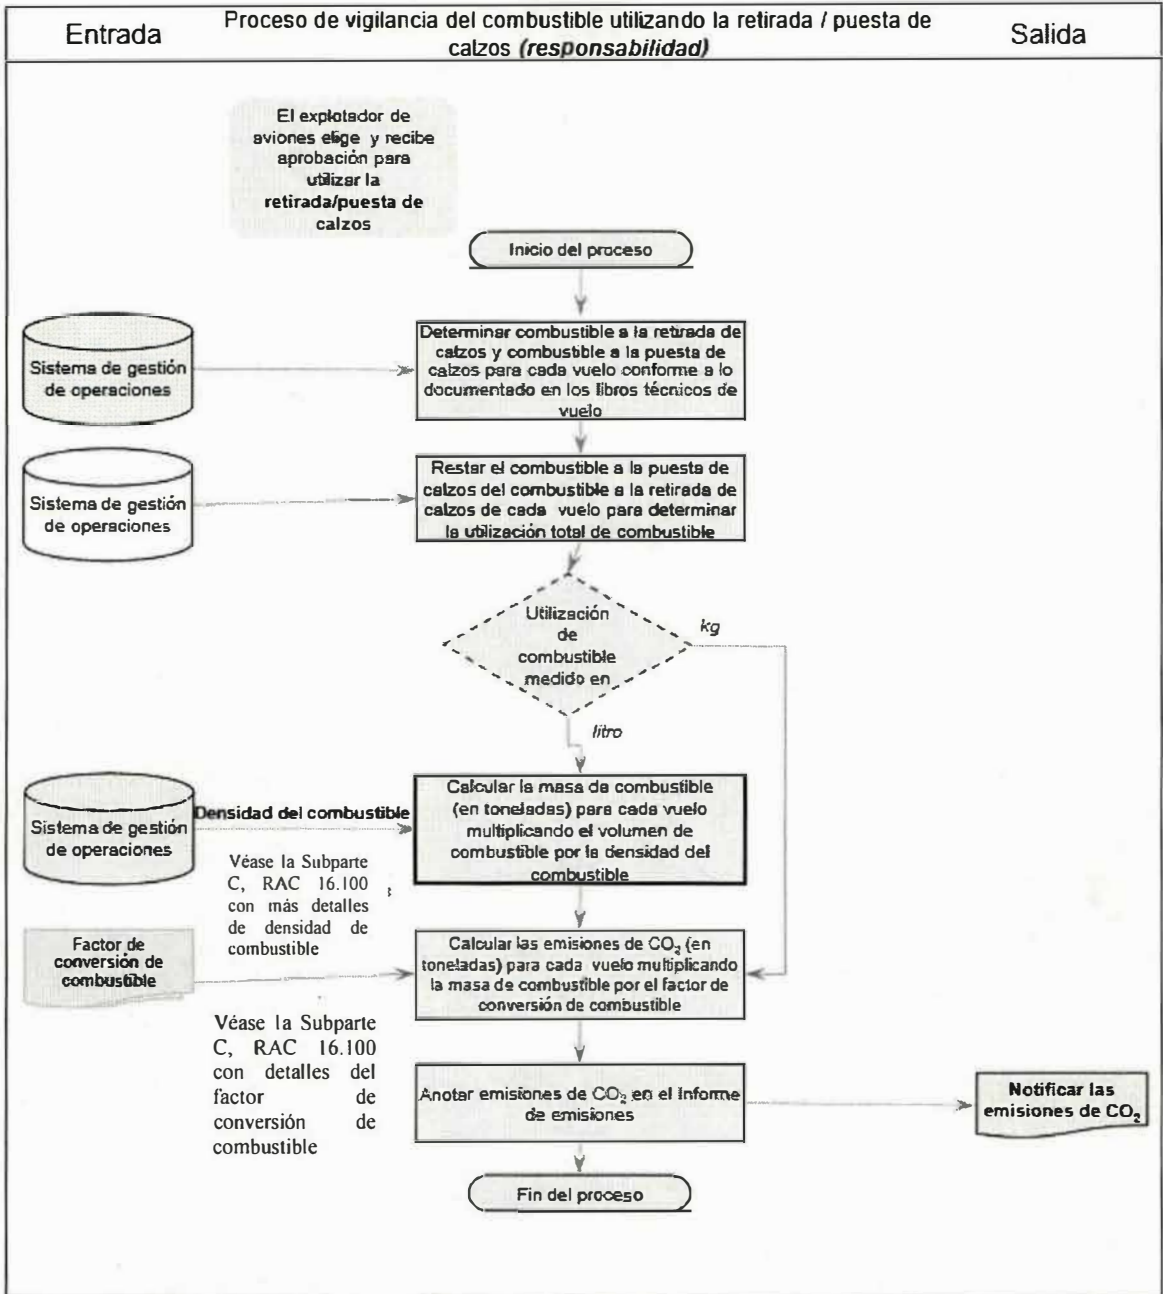 Entrada
Proceso de vigilancia del combustible utilizando la retirada / puesta de
calzos (responsabilidad)
Salida
El explotador de
aviones elige y recibe
aprobación para
utilizar la
retirada/puesta de
calzos
Inicio del proceso
Sistema de gestión
de operaciones
Determinar combustible a la retirada de
calzos y combustible a la puesta de
calzos para cada vuelo conforme a lo
documentado en los libros técnicos de
vuelo
Sistema de gestión
de operaciones
Restar el combustible a la puesta de
calzos del combustible a la retirada de
calzos de cada vuelo para determinar
la utilización total de combustible
Utilización
de
combustible
medido en
kg
litro
Sistema de gestión
de operaciones
Densidad del combustible
Calcular la masa de combustible
(en toneladas) para cada vuelo
multiplicando el volumen de
combustible por la densidad del
combustible
Véase la Subparte
C, RAC 16.100
con más detalles
de densidad de
combustible
Factor de
conversión de
combustible
Calcular las emisiones de CO₂ (en
toneladas) para cada vuelo multiplicando
la masa de combustible por el factor de
conversión de combustible
Véase la Subparte
C, RAC 16.100
con detalles del
factor de
conversión de
combustible
Anotar emisiones de CO₂ en el Informe
de emisiones
Notificar las
emisiones de CO₂
Fin del proceso